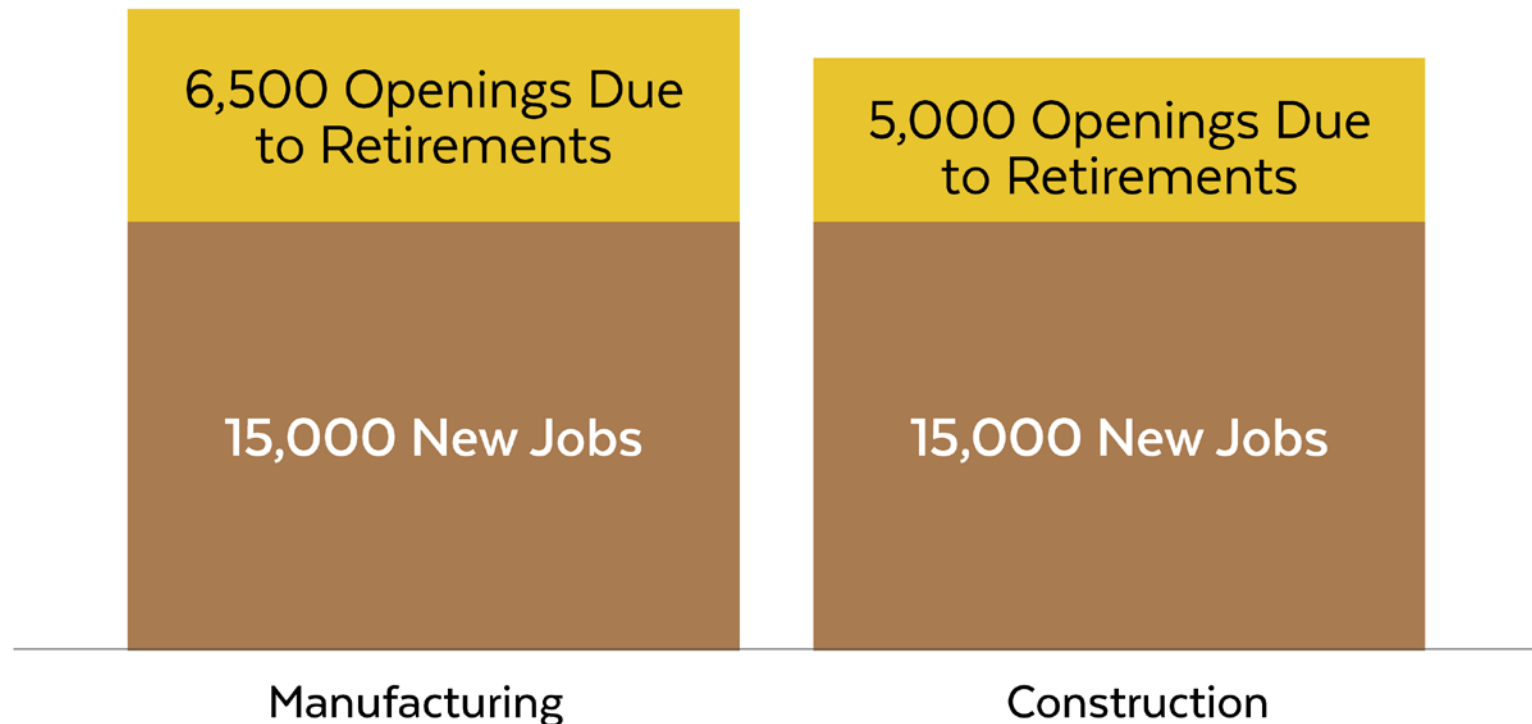 6,500 Openings Due
to Retirements
15,000 New Jobs
Manufacturing
5,000 Openings Due
to Retirements
15,000 New Jobs
Construction